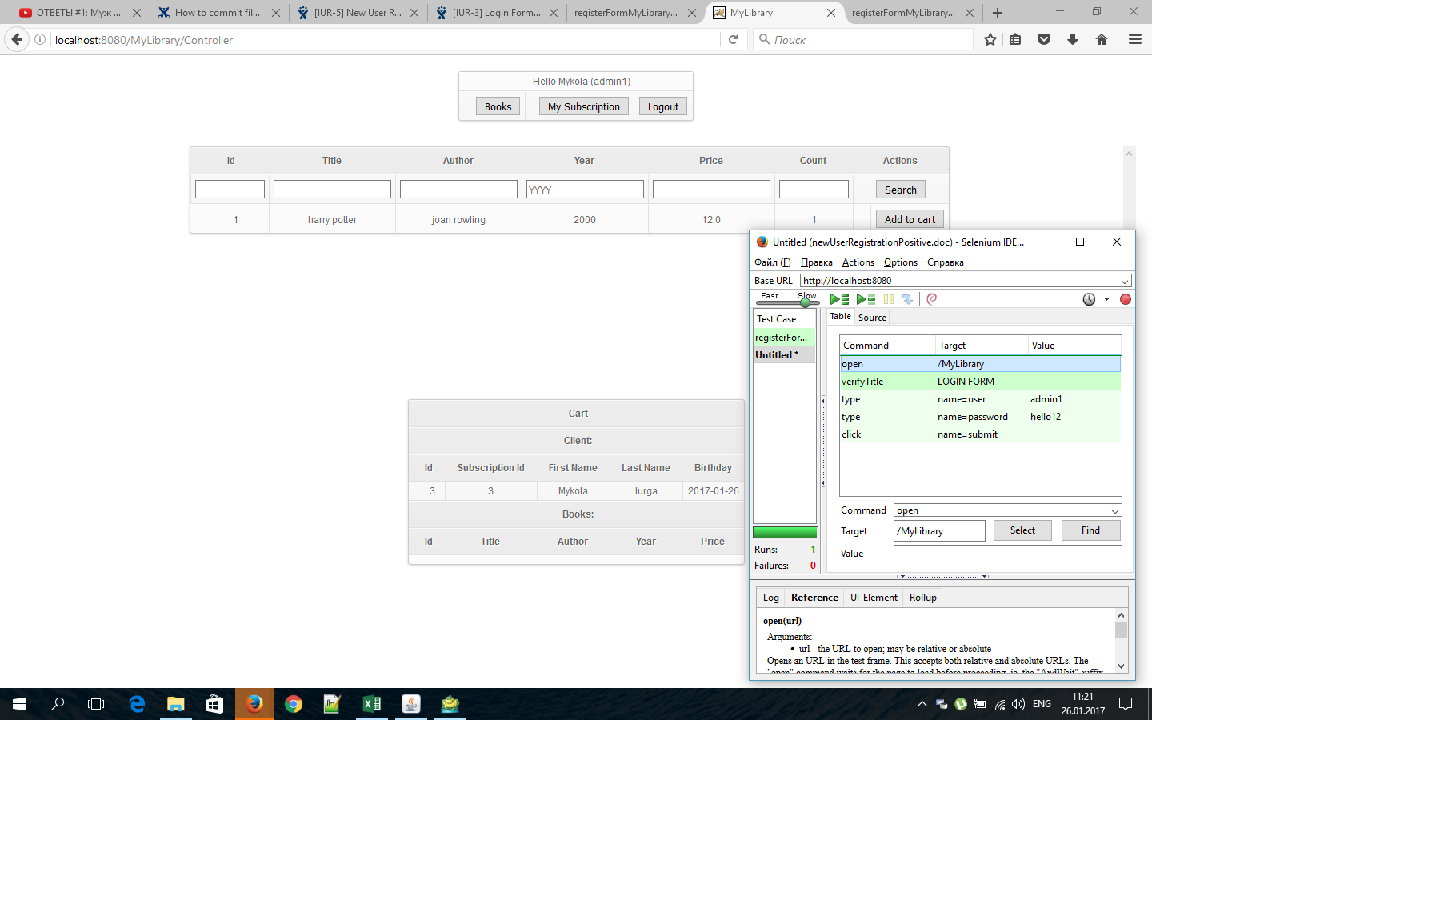 ОТВЕТЫ #1: Муж ...
How to commit fil...
[IUR-5] New User R...
[IUR-3] Login Form...
registerFormMyLibrary...
MyLibrary
registerFormMyLibrary...
localhost:8080/MyLibrary/Controller
Поиск
Hello Mykola (admin1)
Books My Subscription Logout
Id Title Author Year Price Count Actions
YYYY Search
1 harry potter joan rowling 2000 12.0 1 Add to cart
Cart
Client:
Id Subscription Id First Name Last Name Birthday
3 3 Mykola Iurga 2017-01-26
Books:
Id Title Author Year Price
Untitled (newUserRegistrationPositive.doc) - Selenium IDE...
Файл (F) Правка Actions Options Справка
Base URL http://localhost:8080
Fast Slow
Test Case
registerFor...
Untitled *
Table Source
Command Target Value
open /MyLibrary
verifyTitle LOGIN FORM
type name=user admin1
type name=password hello12
click name=submit
Command open
Target /MyLibrary Select Find
Value
Runs: 1
Failures: 0
Log Reference UI-Element Rollup
open(url)
Arguments:
• url - the URL to open; may be relative or absolute
Opens an URL in the test frame. This accepts both relative and absolute URLs. The
"open" command waits for the page to load before proceeding, ie. the "AndWait" suffix
ENG
11:21
26.01.2017